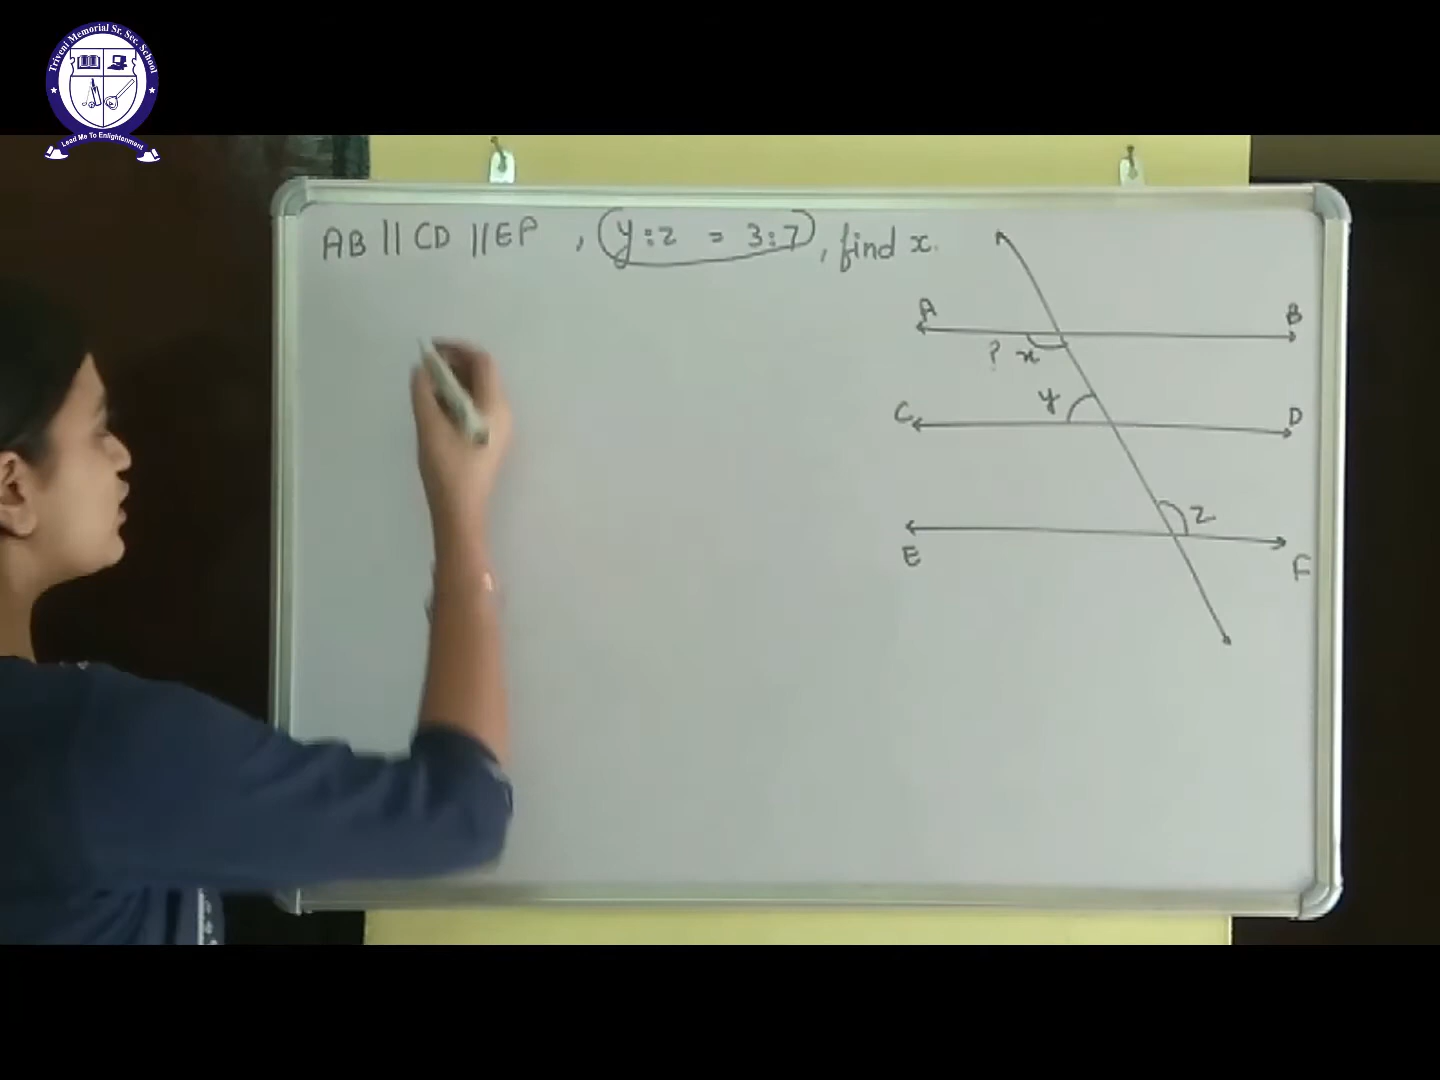 Triveni Memorial Sr. Sec. School
Lead Me To Enlightenment
AB || CD || EF , (y:z = 3:7) , find x.
A B
? x
y
C D
z
E F